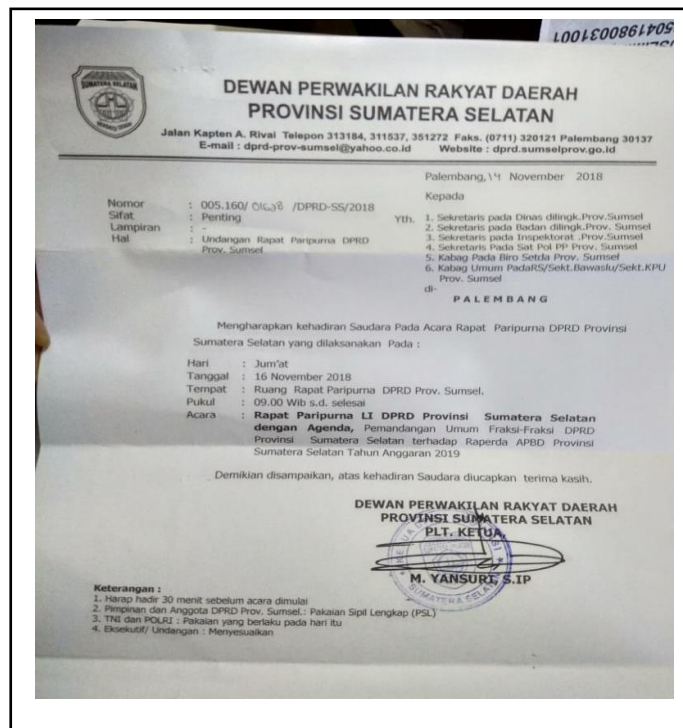 5041980031001
SUMATERA SELATAN
DEWAN PERWAKILAN RAKYAT DAERAH
PROVINSI SUMATERA SELATAN
Jalan Kapten A. Rivai Telepon 313184, 311537, 351272 Faks. (0711) 320121 Palembang 30137
E-mail : dprd-prov-sumsel@yahoo.co.id Website : dprd.sumselprov.go.id
Palembang, 14 November 2018
Kepada
Nomor : 005.160/ /DPRD-SS/2018
Sifat : Penting
Lampiran : -
Hal : Undangan Rapat Paripurna DPRD
Prov. Sumsel
Yth. 1. Sekretaris pada Dinas dilingk.Prov.Sumsel
2. Sekretaris pada Badan dilingk.Prov.Sumsel
3. Sekretaris pada Inspektorat .Prov.Sumsel
4. Sekretaris pada Sat Pol PP Prov. Sumsel
5. Kabag Pada Biro Setda Prov. Sumsel
6. Kabag Umum PadaRS/Sekt.Bawaslu/Sekt.KPU
Prov. Sumsel
di-
PALEMBANG
Mengharapkan kehadiran Saudara Pada Acara Rapat Paripurna DPRD Provinsi
Sumatera Selatan yang dilaksanakan Pada :
Hari : Jum'at
Tanggal : 16 November 2018
Tempat : Ruang Rapat Paripurna DPRD Prov. Sumsel.
Pukul : 09.00 Wib s.d. selesai
Acara : Rapat Paripurna LI DPRD Provinsi Sumatera Selatan
dengan Agenda, Pemandangan Umum Fraksi-Fraksi DPRD
Provinsi Sumatera Selatan terhadap Raperda APBD Provinsi
Sumatera Selatan Tahun Anggaran 2019
Demikian disampaikan, atas kehadiran Saudara diucapkan terima kasih.
DEWAN PERWAKILAN RAKYAT DAERAH
PROVINSI SUMATERA SELATAN
PLT. KETUA,
M. YANSURI, S.IP
SUMATERA SELATAN
Keterangan :
1. Harap hadir 30 menit sebelum acara dimulai
2. Pimpinan dan Anggota DPRD Prov. Sumsel.: Pakaian Sipil Lengkap (PSL)
3. TNI dan POLRI : Pakaian yang berlaku pada hari itu
4. Eksekutif/ Undangan : Menyesuaikan